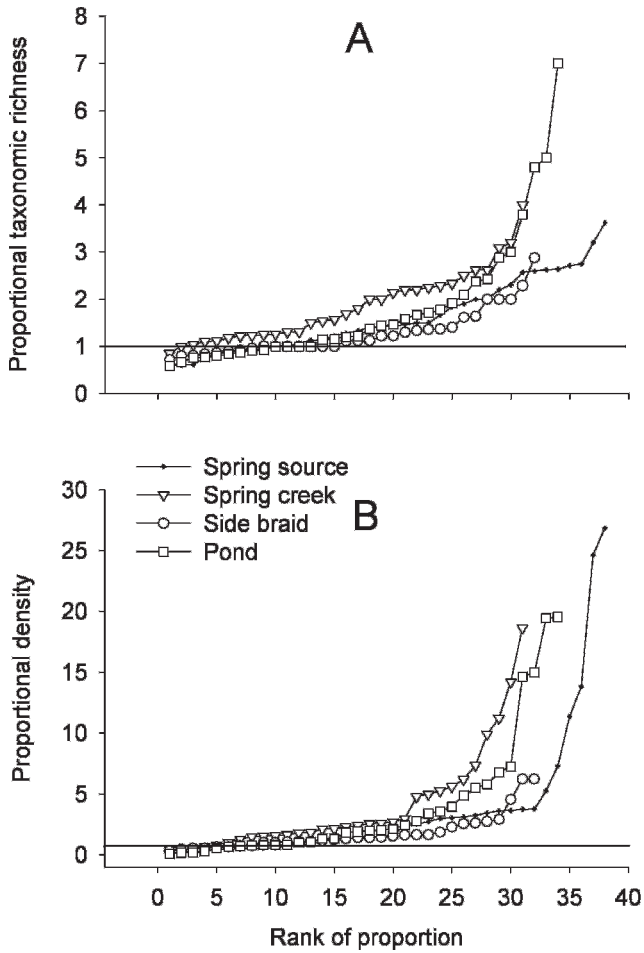 A
Proportional taxonomic richness
8
7
6
5
4
3
2
1
0
Spring source
Spring creek
Side braid
Pond
B
Proportional density
30
25
20
15
10
5
0
0 5 10 15 20 25 30 35 40
Rank of proportion